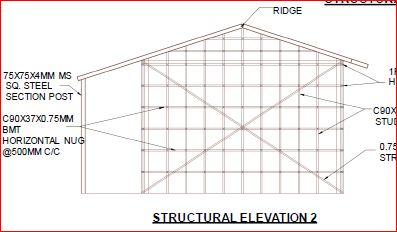 STRUCTURA
RIDGE
75X75X4MM MS
SQ. STEEL
SECTION POST
C90X37X0.75MM
BMT
HORIZONTAL NUG
@500MM C/C
H
C90X
STUD
0.75
STR
STRUCTURAL ELEVATION 2